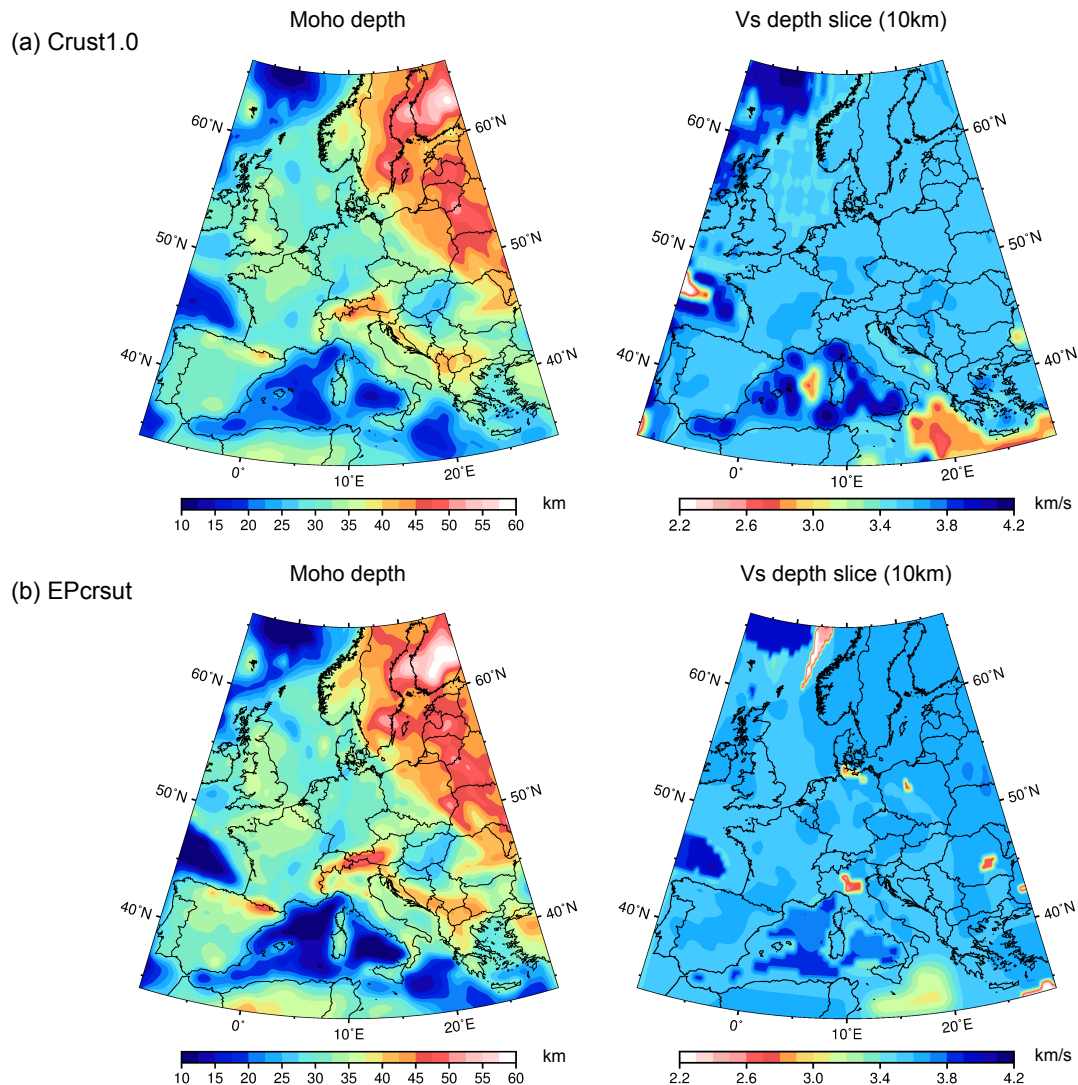 Moho depth
Vs depth slice (10km)
(a) Crust1.0
60˚N
60˚N
60˚N
60˚N
50˚N
50˚N
50˚N
50˚N
40˚N
40˚N
40˚N
40˚N
0˚
10˚E
20˚E
0˚
10˚E
20˚E
km
km/s
10 15 20 25 30 35 40 45 50 55 60
2.2 2.6 3.0 3.4 3.8 4.2
Moho depth
Vs depth slice (10km)
(b) EPcrsut
60˚N
60˚N
60˚N
60˚N
50˚N
50˚N
50˚N
50˚N
40˚N
40˚N
40˚N
40˚N
0˚
10˚E
20˚E
0˚
10˚E
20˚E
km
km/s
10 15 20 25 30 35 40 45 50 55 60
2.2 2.6 3.0 3.4 3.8 4.2